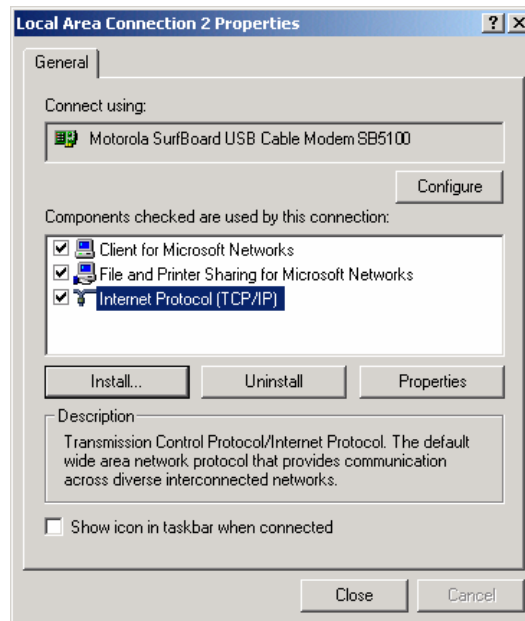 Local Area Connection 2 Properties
General
Connect using:
Motorola SurfBoard USB Cable Modem SB5100
Configure
Components checked are used by this connection:
Client for Microsoft Networks
File and Printer Sharing for Microsoft Networks
Internet Protocol (TCP/IP)
Install... Uninstall Properties
Description
Transmission Control Protocol/Internet Protocol. The default
wide area network protocol that provides communication
across diverse interconnected networks.
Show icon in taskbar when connected
Close Cancel